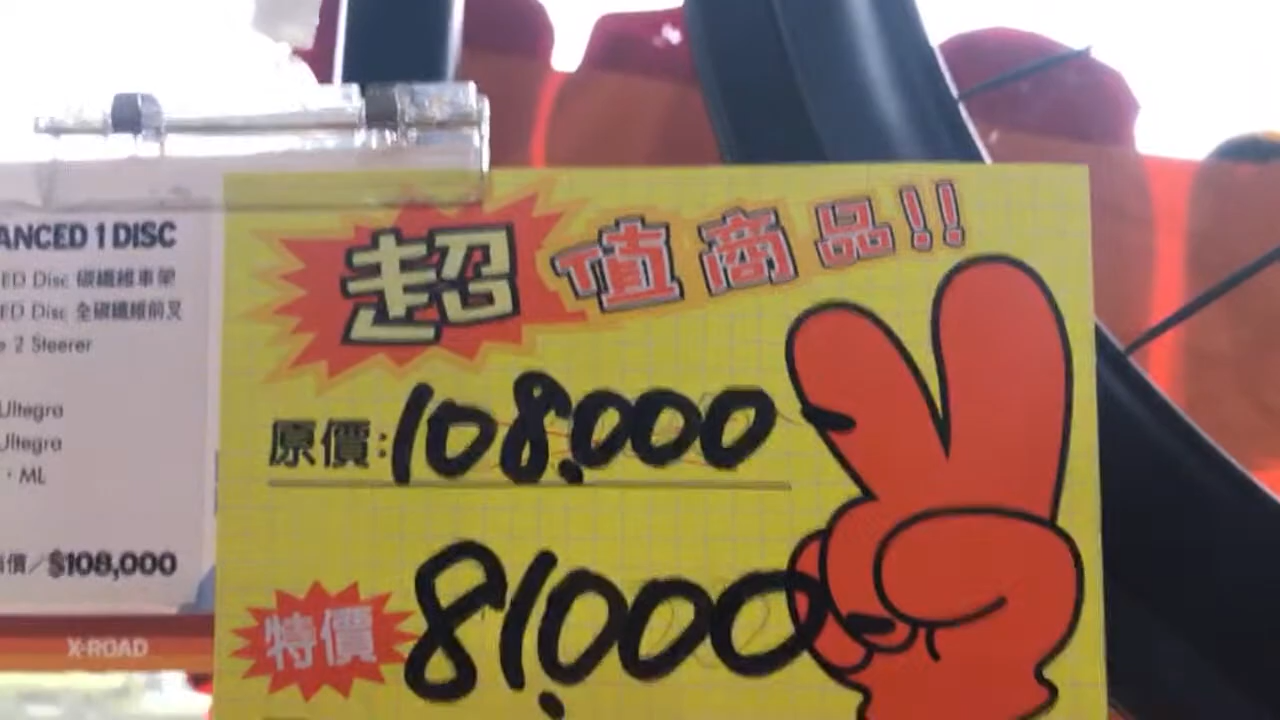 ANCED 1 DISC
ED Disc 碳纖維車架
ED Disc 全碳纖維前叉
e 2 Steerer
Ultegra
Ultegra
· ML
價/$108,000
X-ROAD
超值商品!!
原價:108,000
特價 81,000